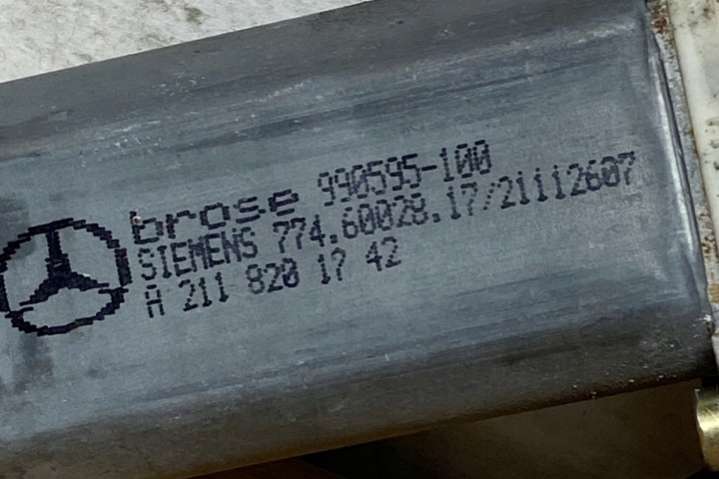 brose 990595-100
SIEMENS 774.60028.17/21112607
A 211 820 17 42